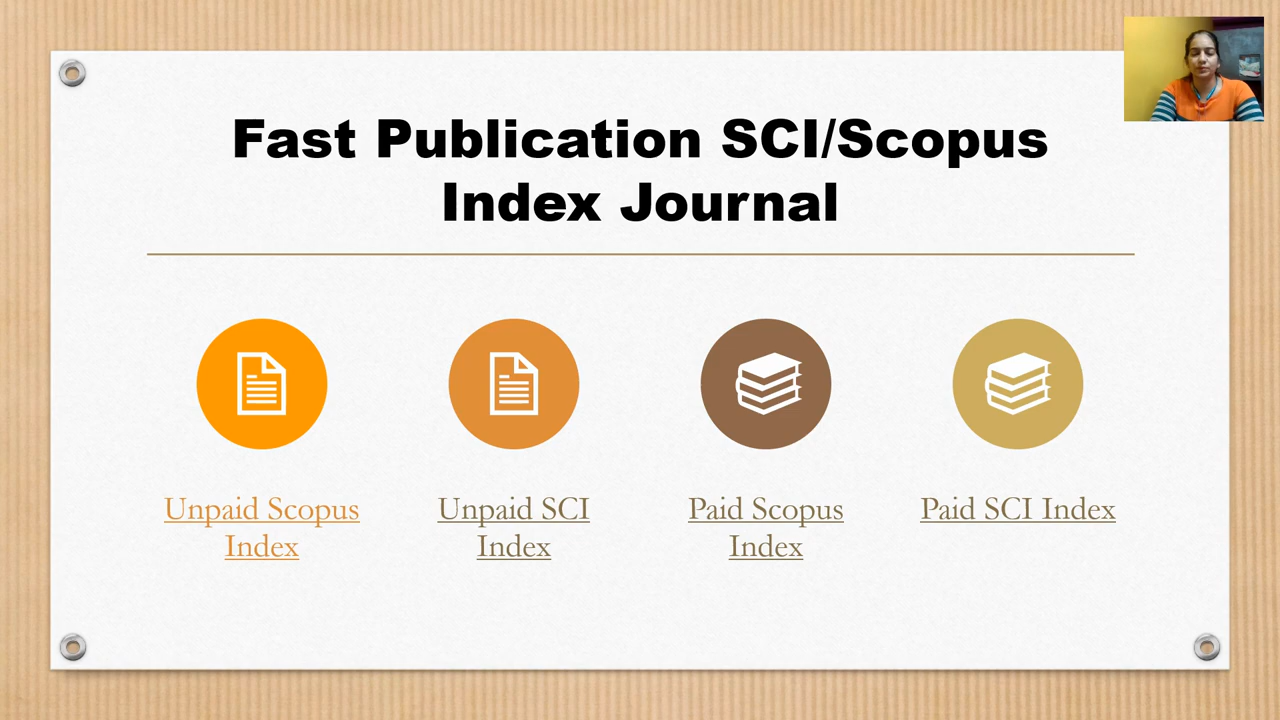 Fast Publication SCI/Scopus
Index Journal
Unpaid Scopus
Index
Unpaid SCI
Index
Paid Scopus
Index
Paid SCI Index